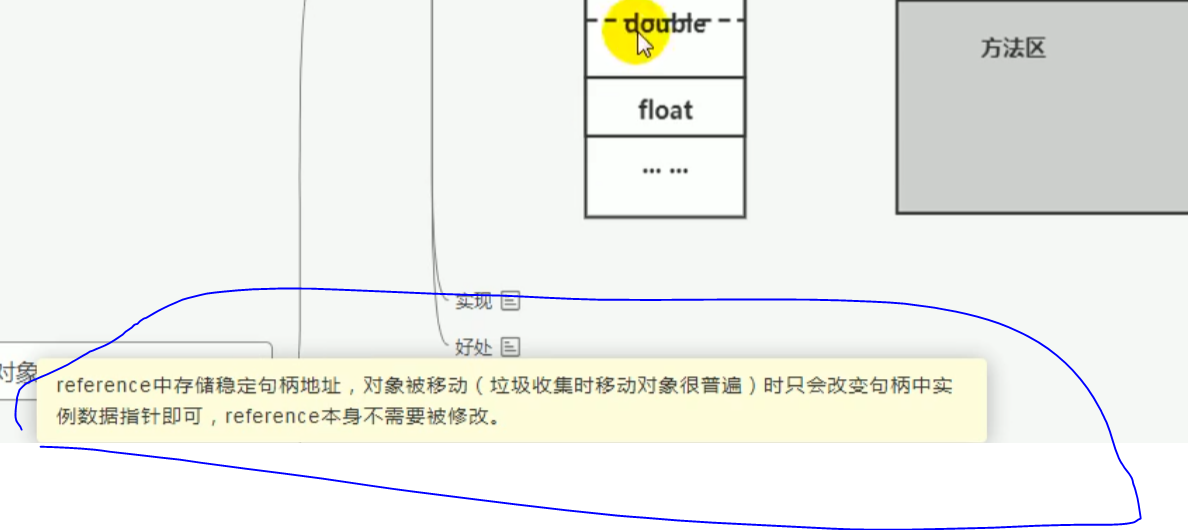 double
方法区
float
... ...
实现
好处
对象
reference中存储稳定句柄地址，对象被移动（垃圾收集时移动对象很普遍）时只会改变句柄中实
例数据指针即可，reference本身不需要被修改。